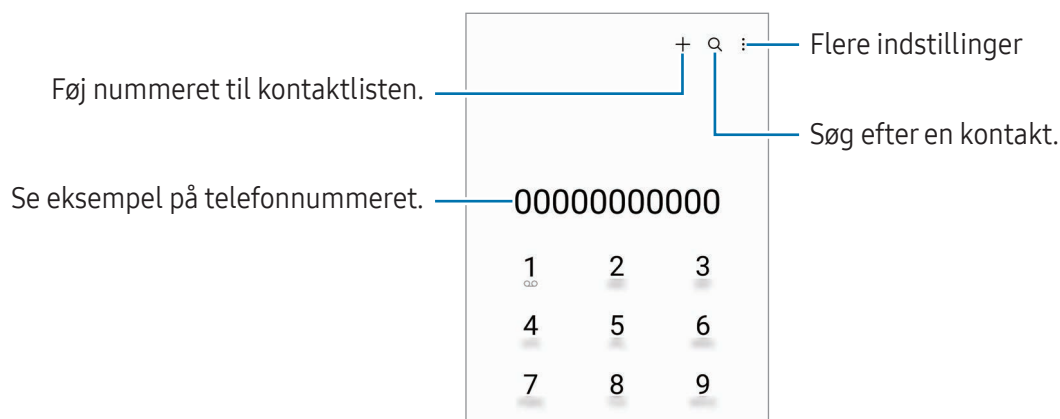 Flere indstillinger
Føj nummeret til kontaktlisten.
Søg efter en kontakt.
Se eksempel på telefonnummeret.
00000000000
1 2 3
4 5 6
7 8 9